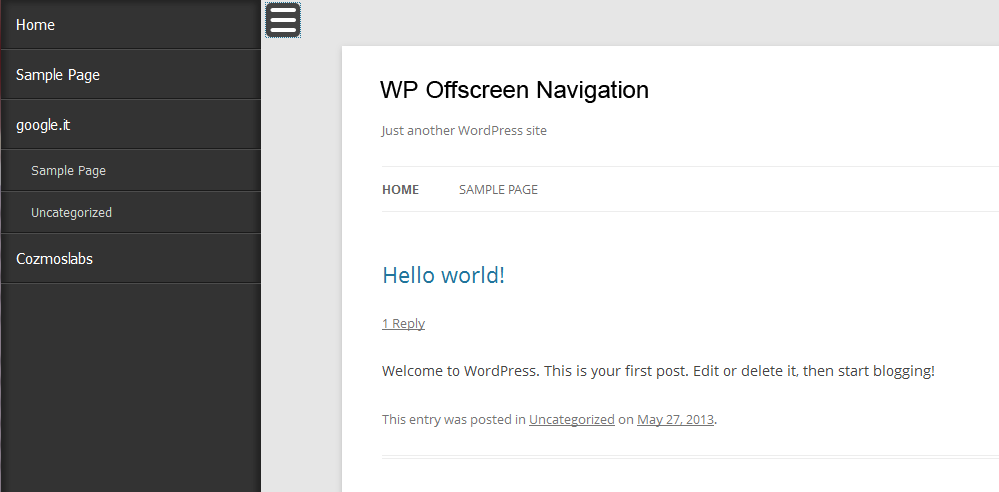 Home
Sample Page
google.it
Sample Page
Uncategorized
Cozmoslabs
WP Offscreen Navigation
Just another WordPress site
HOME SAMPLE PAGE
Hello world!
1 Reply
Welcome to WordPress. This is your first post. Edit or delete it, then start blogging!
This entry was posted in Uncategorized on May 27, 2013.